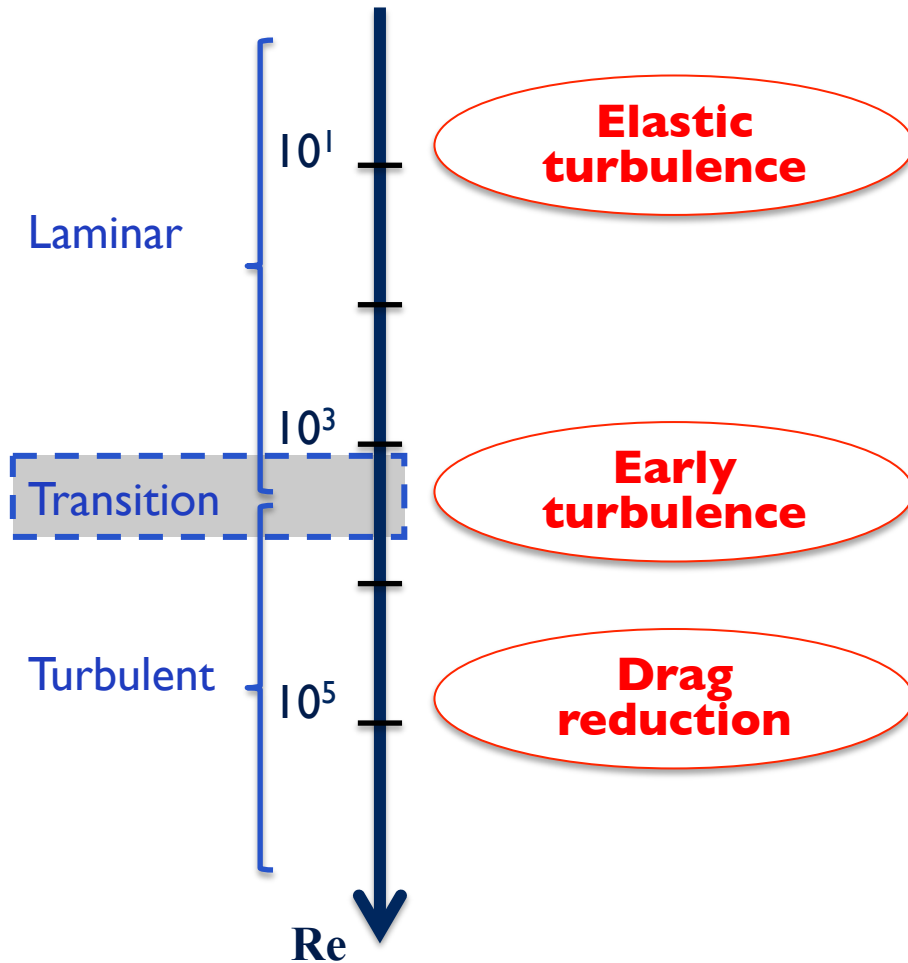 Elastic
turbulence
10¹
Laminar
10³
Early
turbulence
Transition
Turbulent
10⁵
Drag
reduction
Re